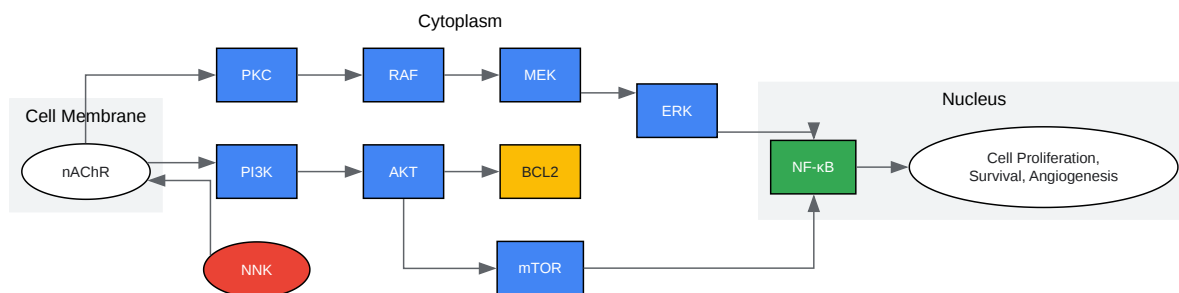 Cytoplasm
PKC
RAF
MEK
ERK
Nucleus
Cell Membrane
nAChR
PI3K
AKT
BCL2
NF-κB
Cell Proliferation,
Survival, Angiogenesis
NNK
mTOR